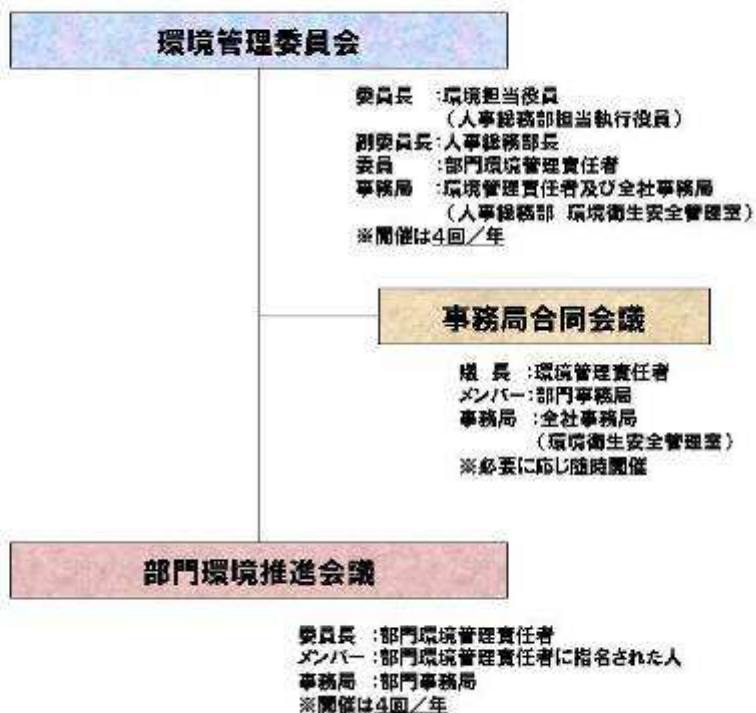 環境管理委員会
委員長　:環境担当役員
（人事総務部担当執行役員）
副委員長:人事総務部長
委員　　:部門環境管理責任者
事務局　:環境管理責任者及び全社事務局
（人事総務部 環境衛生安全管理室）
※開催は4回／年
事務局合同会議
議 長　:環境管理責任者
メンバー:部門事務局
事務局　:全社事務局
（環境衛生安全管理室）
※必要に応じ随時開催
部門環境推進会議
委員長　:部門環境管理責任者
メンバー:部門環境管理責任者に指名された人
事務局　:部門事務局
※開催は4回／年